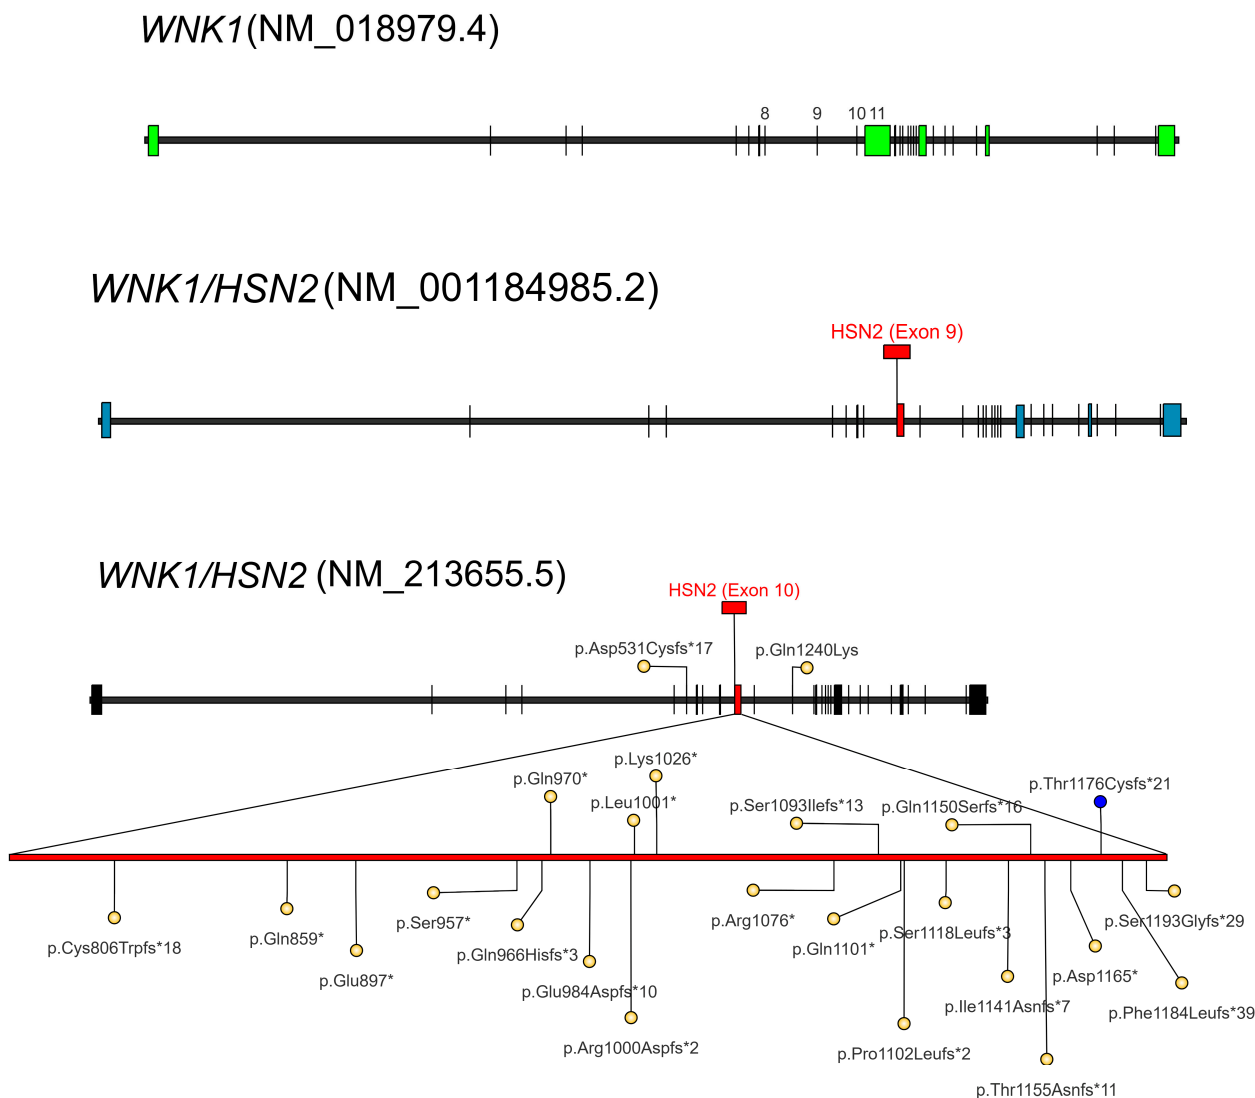 WNK1(NM_018979.4)
8 9 10 11
WNK1/HSN2(NM_001184985.2)
HSN2 (Exon 9)
WNK1/HSN2 (NM_213655.5)
HSN2 (Exon 10)
p.Asp531Cysfs*17
p.Gln1240Lys
p.Lys1026*
p.Gln970*
p.Leu1001*
p.Ser1093Ilefs*13
p.Gln1150Serfs*16
p.Thr1176Cysfs*21
p.Cys806Trpfs*18
p.Gln859*
p.Glu897*
p.Ser957*
p.Gln966Hisfs*3
p.Glu984Aspfs*10
p.Arg1000Aspfs*2
p.Arg1076*
p.Gln1101*
p.Ser1118Leufs*3
p.Pro1102Leufs*2
p.Ile1141Asnfs*7
p.Thr1155Asnfs*11
p.Asp1165*
p.Ser1193Glyfs*29
p.Phe1184Leufs*39